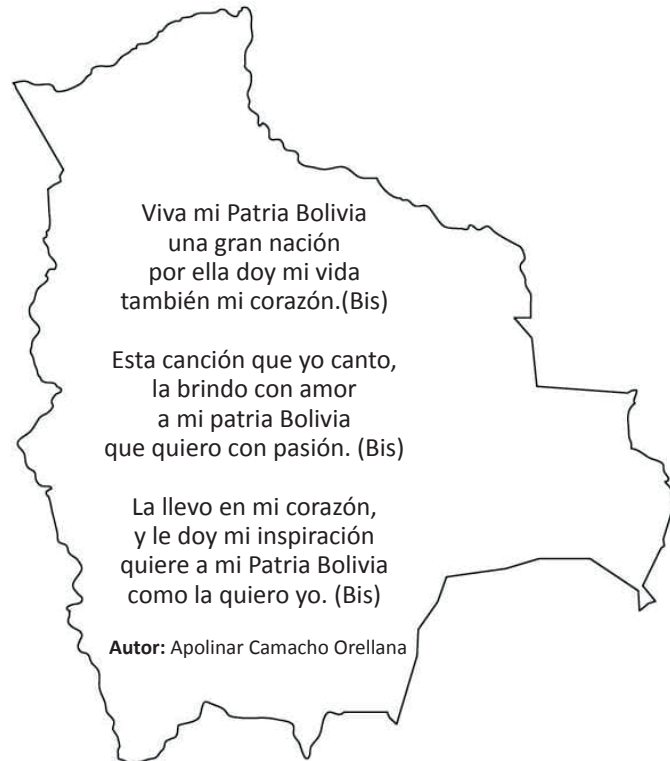 Viva mi Patria Bolivia
una gran nación
por ella doy mi vida
también mi corazón.(Bis)
Esta canción que yo canto,
la brindo con amor
a mi patria Bolivia
que quiero con pasión. (Bis)
La llevo en mi corazón,
y le doy mi inspiración
quiere a mi Patria Bolivia
como la quiero yo. (Bis)
Autor: Apolinar Camacho Orellana